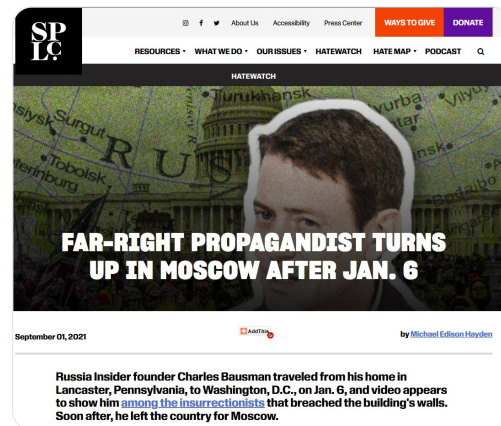 SP
LC
About Us Accessibility Press Center WAYS TO GIVE DONATE
RESOURCES WHAT WE DO OUR ISSUES HATEWATCH HATE MAP PODCAST
HATEWATCH
Turukhansk
Surgut
vyurba
Vilyuy
RUS
Tobolsk
FAR-RIGHT PROPAGANDIST TURNS
UP IN MOSCOW AFTER JAN. 6
September 01, 2021
AddThis
by Michael Edison Hayden
Russia Insider founder Charles Bausman traveled from his home in
Lancaster, Pennsylvania, to Washington, D.C., on Jan. 6, and video appears
to show him among the insurrectionists that breached the building's walls.
Soon after, he left the country for Moscow.